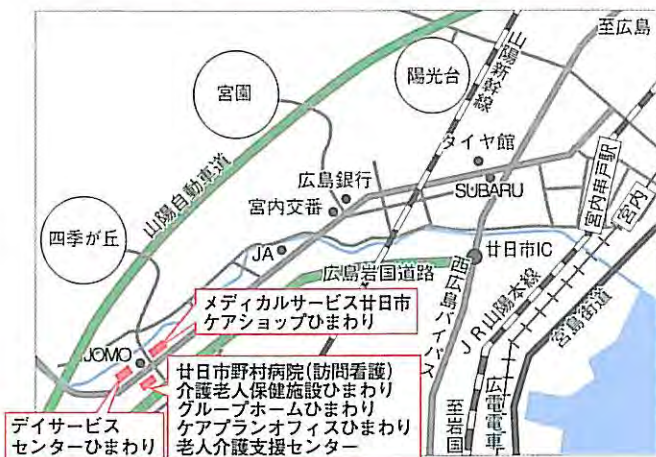 至広島
陽光台
山陽新幹線
宮園
タイヤ館
広島銀行
SUBARU
宮内串戸駅
宮内
山陽自動車道
宮内交番
四季が丘
JA
廿日市IC
広島岩国道路
西広島バイパス
JR山陽本線
宮島街道
メディカルサービス廿日市
ケアショップひまわり
JOMO
廿日市野村病院(訪問看護)
介護老人保健施設ひまわり
グループホームひまわり
ケアプランオフィスひまわり
老人介護支援センター
デイサービス
センターひまわり
至岩国
広電電車